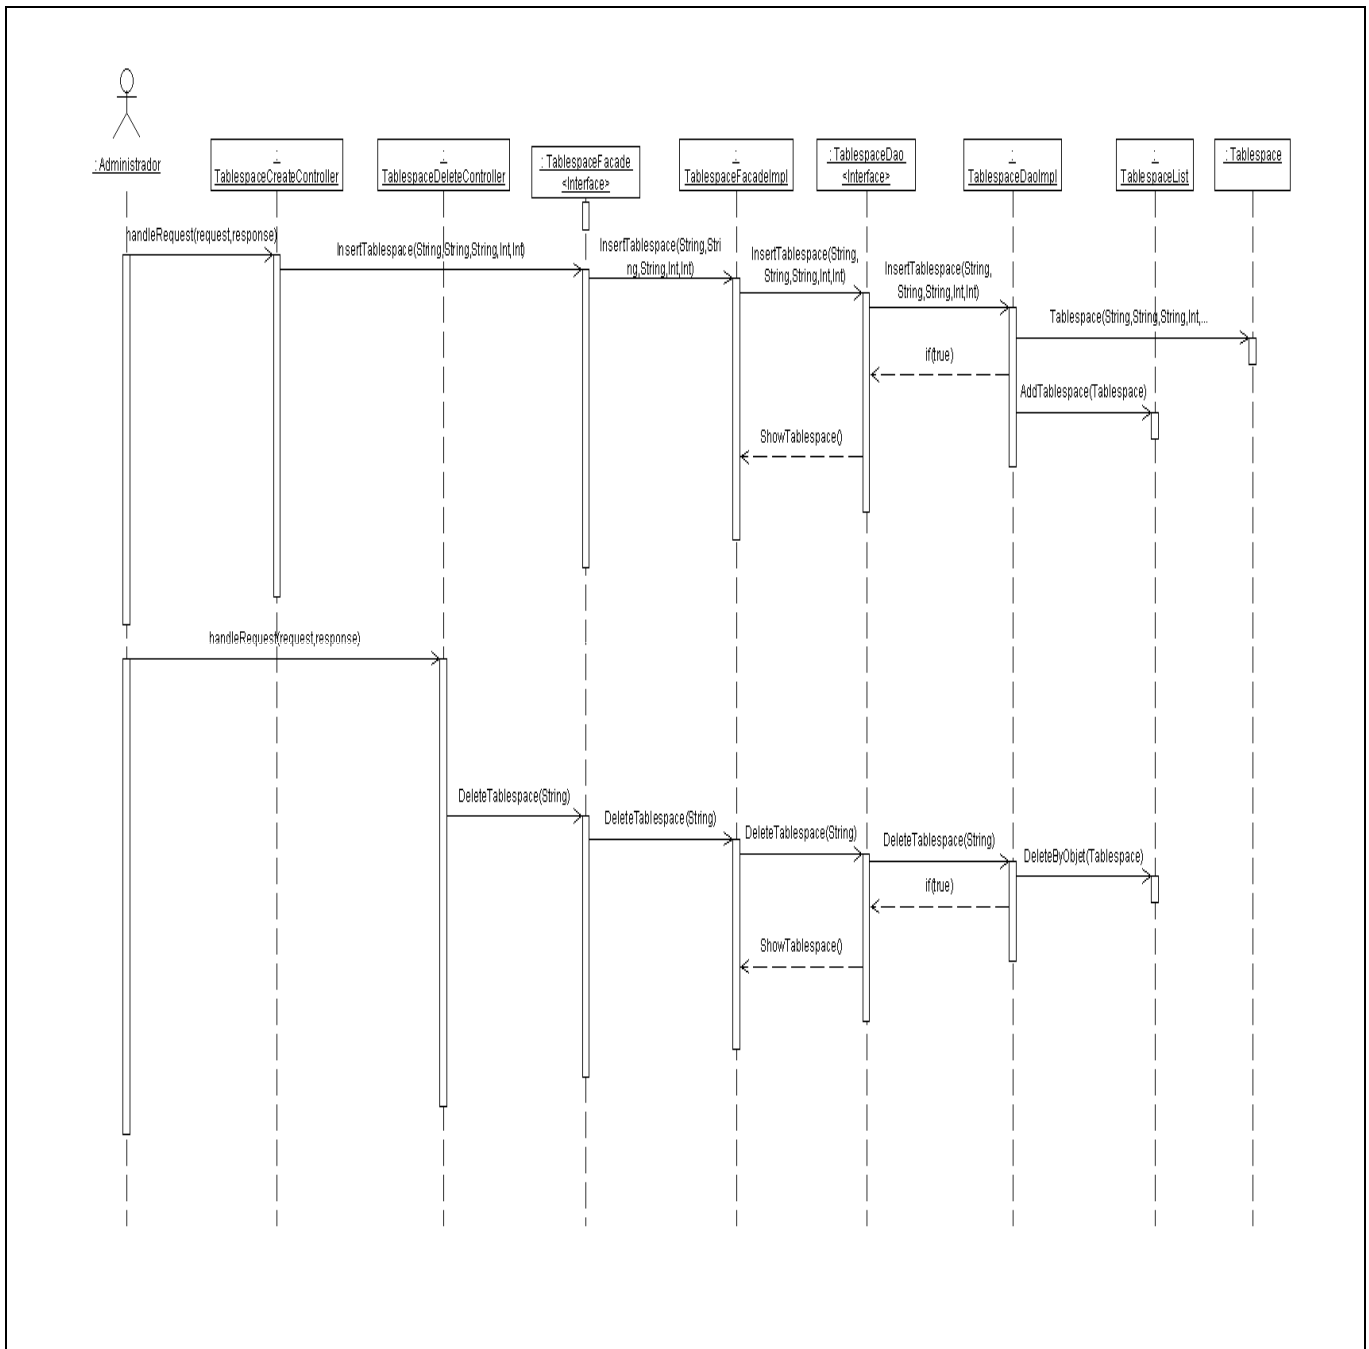 : Administrador
:
TablespaceCreateController
:
TablespaceDeleteController
: TablespaceFacade
<Interface>
:
TablespaceFacadeImpl
: TablespaceDao
<Interface>
:
TablespaceDaoImpl
:
TablespaceList
: Tablespace
handleRequest(request,response)
InsertTablespace(String,String,String,Int,Int)
InsertTablespace(String,Stri
ng,String,Int,Int)
InsertTablespace(String,
String,String,Int,Int)
InsertTablespace(String,
String,String,Int,Int)
Tablespace(String,String,String,Int,...
if(true)
AddTablespace(Tablespace)
ShowTablespace()
handleRequest(request,response)
DeleteTablespace(String)
DeleteTablespace(String)
DeleteTablespace(String)
DeleteTablespace(String)
DeleteByObjet(Tablespace)
if(true)
ShowTablespace()